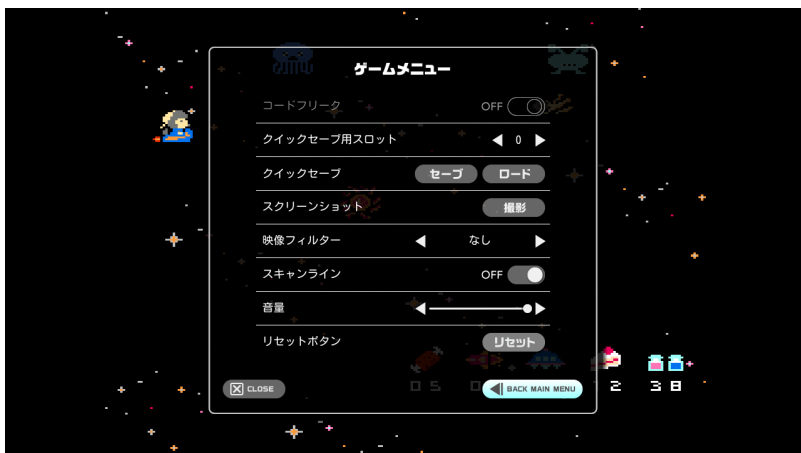 ゲームメニュー
コードフリーク OFF
クイックセーブ用スロット 0
クイックセーブ セーブ ロード
スクリーンショット 撮影
映像フィルター なし
スキャンライン OFF
音量
リセットボタン リセット
CLOSE BACK MAIN MENU
05 2 38